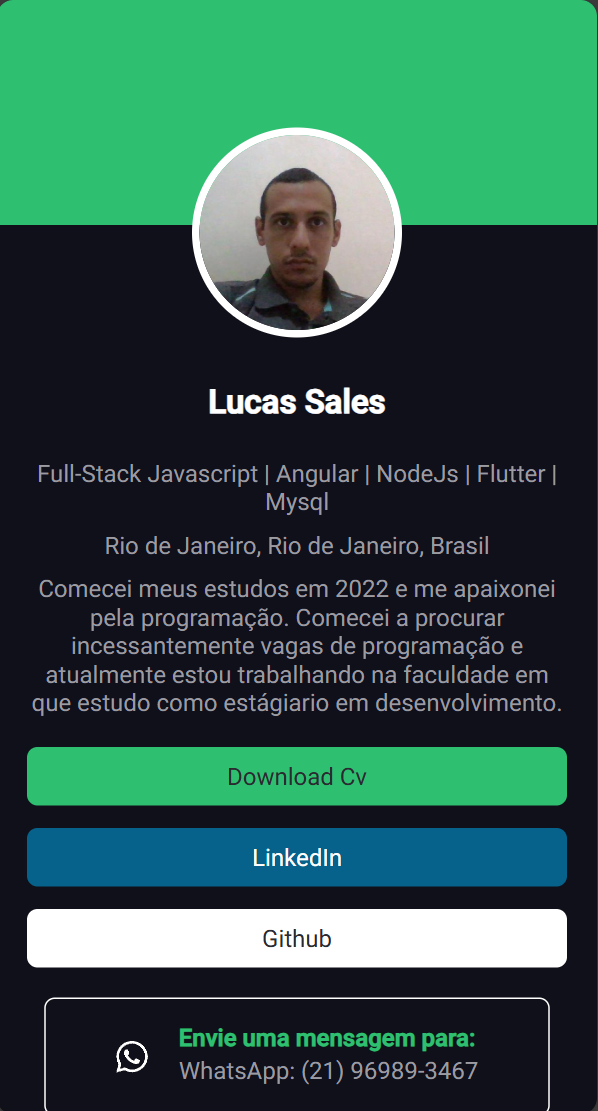 Lucas Sales
Full-Stack Javascript | Angular | NodeJs | Flutter |
Mysql
Rio de Janeiro, Rio de Janeiro, Brasil
Comecei meus estudos em 2022 e me apaixonei
pela programação. Comecei a procurar
incessantemente vagas de programação e
atualmente estou trabalhando na faculdade em
que estudo como estágiario em desenvolvimento.
Download Cv
LinkedIn
Github
Envie uma mensagem para:
WhatsApp: (21) 96989-3467